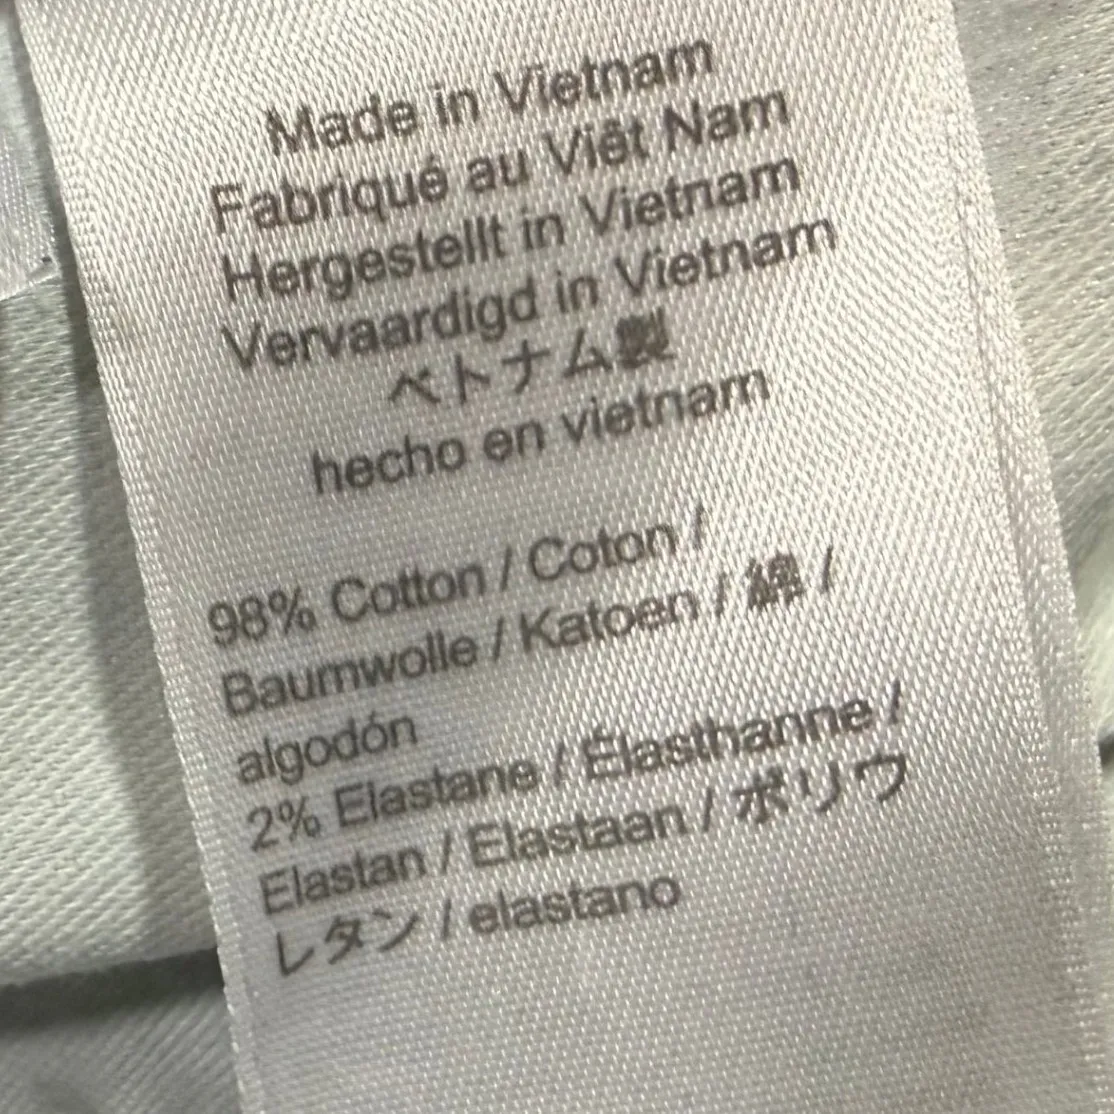 Made in Vietnam
Fabriqué au Viêt Nam
Hergestellt in Vietnam
Vervaardigd in Vietnam
ベトナム製
hecho en vietnam
98% Cotton / Coton /
Baumwolle / Katoen / 綿 /
algodón
2% Elastane / Élasthanne /
Elastan / Elastaan / ポリウ
レタン / elastano